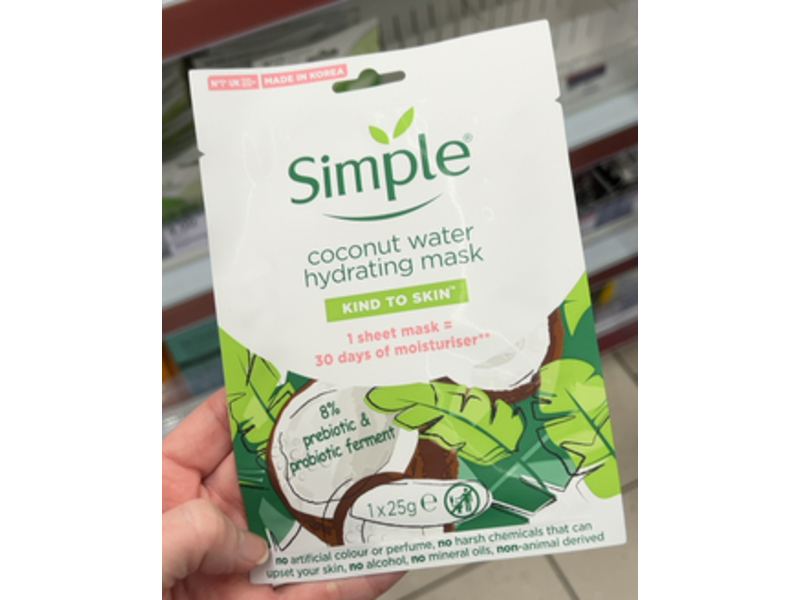 N°1* UK MADE IN KOREA
Simple®
coconut water
hydrating mask
KIND TO SKIN™
1 sheet mask =
30 days of moisturiser**
8%
prebiotic &
probiotic ferment
1 x 25g ℮
no artificial colour or perfume, no harsh chemicals that can
upset your skin, no alcohol, no mineral oils, non-animal derived